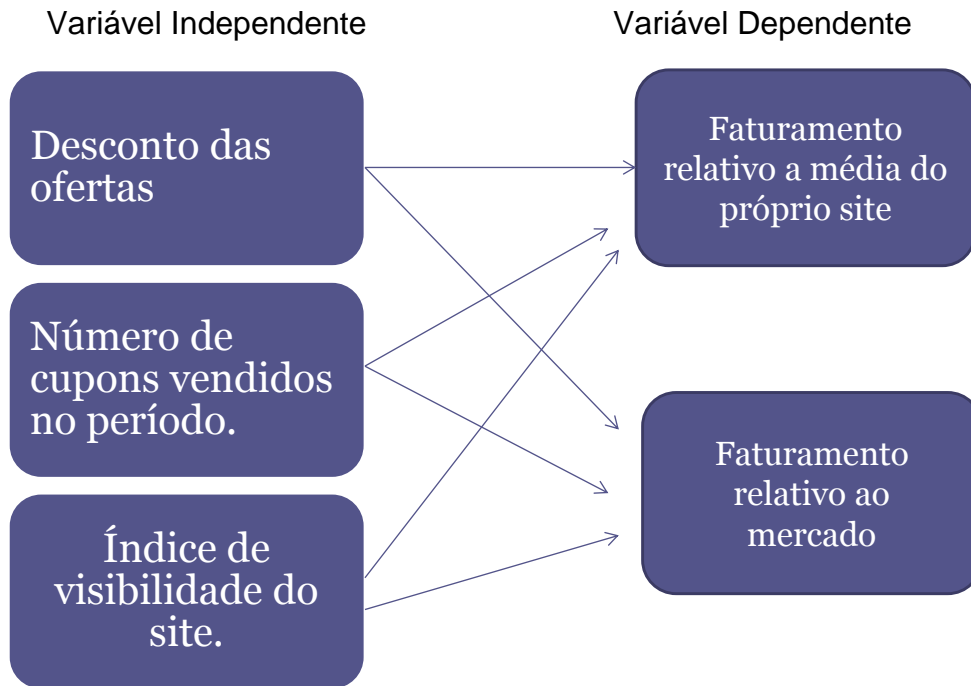 Variável Independente
Variável Dependente
Desconto das
ofertas
Faturamento
relativo a média do
próprio site
Número de
cupons vendidos
no período.
Faturamento
relativo ao
mercado
Índice de
visibilidade do
site.